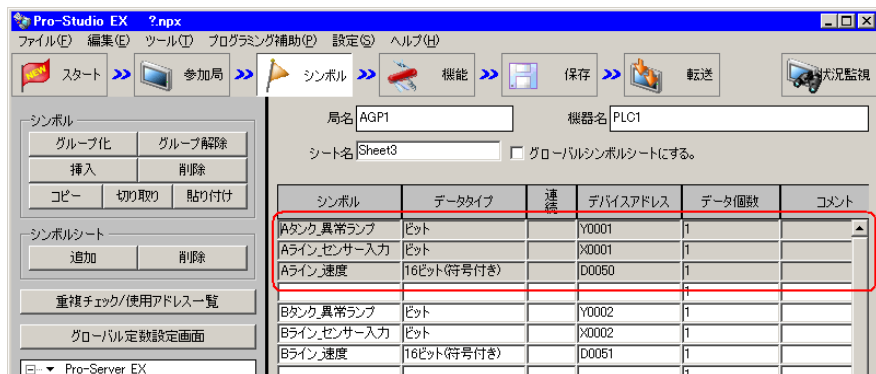 Pro-Studio EX ?.npx
ファイル(F) 編集(E) ツール(T) プログラミング補助(P) 設定(S) ヘルプ(H)
NEW スタート 参加局 シンボル 機能 保存 転送 状況監視
シンボル
グループ化 グループ解除
挿入 削除
コピー 切り取り 貼り付け
シンボルシート
追加 削除
重複チェック/使用アドレス一覧
グローバル定数設定画面
Pro-Server EX
局名 AGP1 機器名 PLC1
シート名 Sheet3 グローバルシンボルシートにする。
シンボル データタイプ 連続 デバイスアドレス データ個数 コメント
Aタンク_異常ランプ ビット Y0001 1
Aライン_センサー入力 ビット X0001 1
Aライン_速度 16ビット(符号付き) D0050 1
1
Bタンク_異常ランプ ビット Y0002 1
Bライン_センサー入力 ビット X0002 1
Bライン_速度 16ビット(符号付き) D0051 1
1